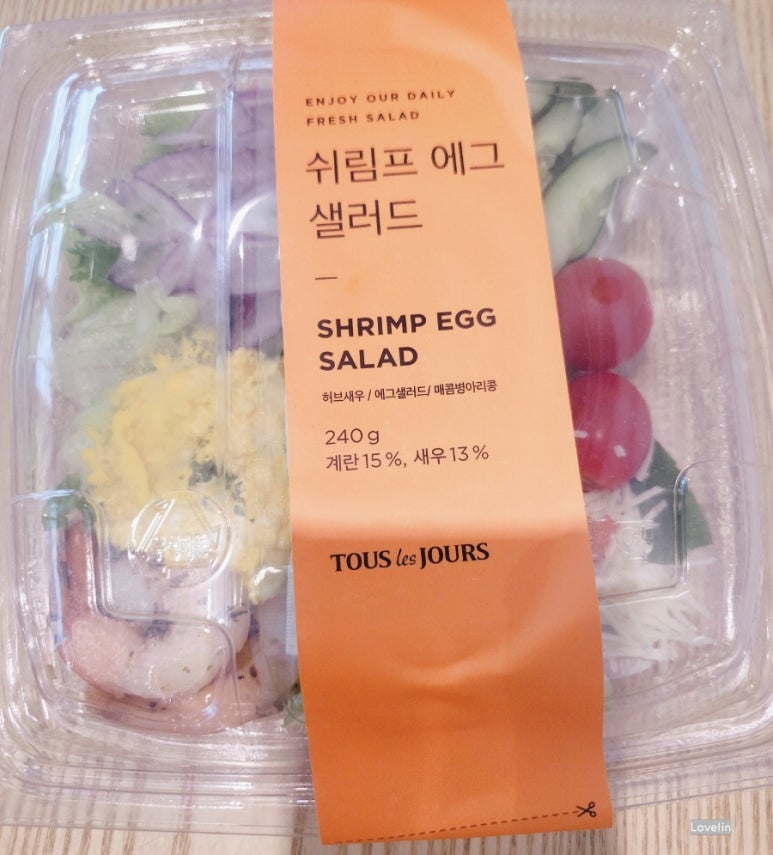 ENJOY OUR DAILY
FRESH SALAD
쉬림프 에그
샐러드
SHRIMP EGG
SALAD
허브새우 / 에그샐러드/ 매콤병아리콩
240 g
계란 15 %, 새우 13 %
TOUS les JOURS
Lovelin